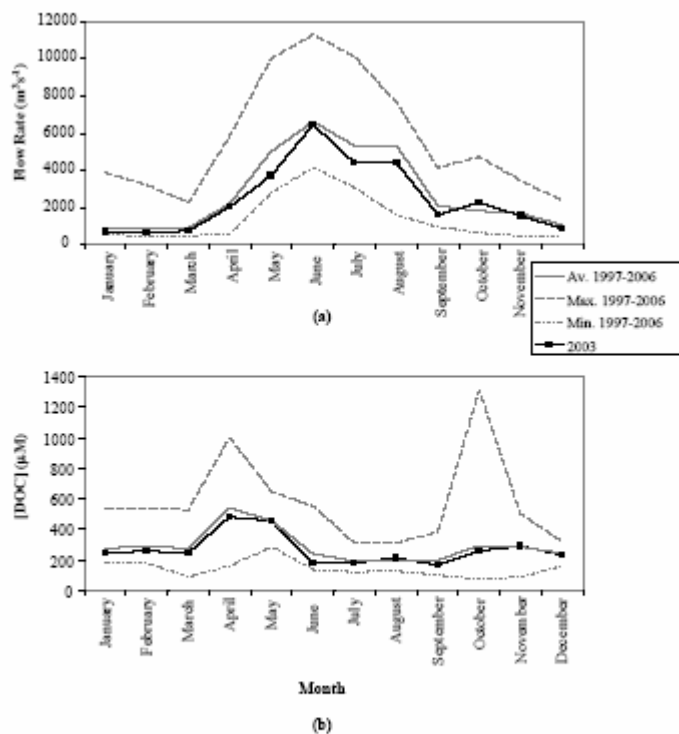 12000
10000
8000
6000
4000
2000
0
Flow Rate (m³s⁻¹)
January
February
March
April
May
June
July
August
September
October
November
(a)
Av. 1997-2006
Max. 1997-2006
Min. 1997-2006
2003
1400
1200
1000
800
600
400
200
0
[DOC] (µM)
January
February
March
April
May
June
July
August
September
October
November
December
Month
(b)